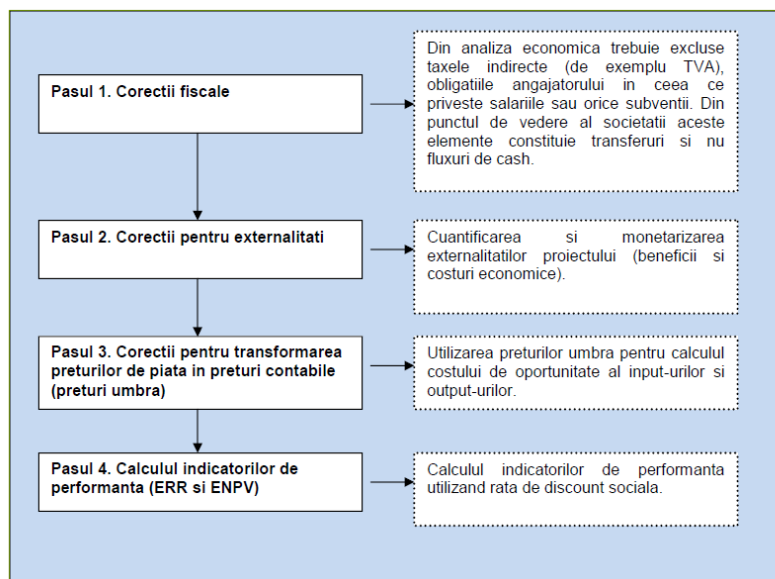 Pasul 1. Corectii fiscale
Din analiza economica trebuie excluse
taxele indirecte (de exemplu TVA),
obligatiile angajatorului in ceea ce
priveste salariile sau orice subventii. Din
punctul de vedere al societatii aceste
elemente constituie transferuri si nu
fluxuri de cash.
Pasul 2. Corectii pentru externalitati
Cuantificarea si monetarizarea
externalitatilor proiectului (beneficii si
costuri economice).
Pasul 3. Corectii pentru transformarea
preturilor de piata in preturi contabile
(preturi umbra)
Utilizarea preturilor umbra pentru calculul
costului de oportunitate al input-urilor si
output-urilor.
Pasul 4. Calculul indicatorilor de
performanta (ERR si ENPV)
Calculul indicatorilor de performanta
utilizand rata de discount sociala.